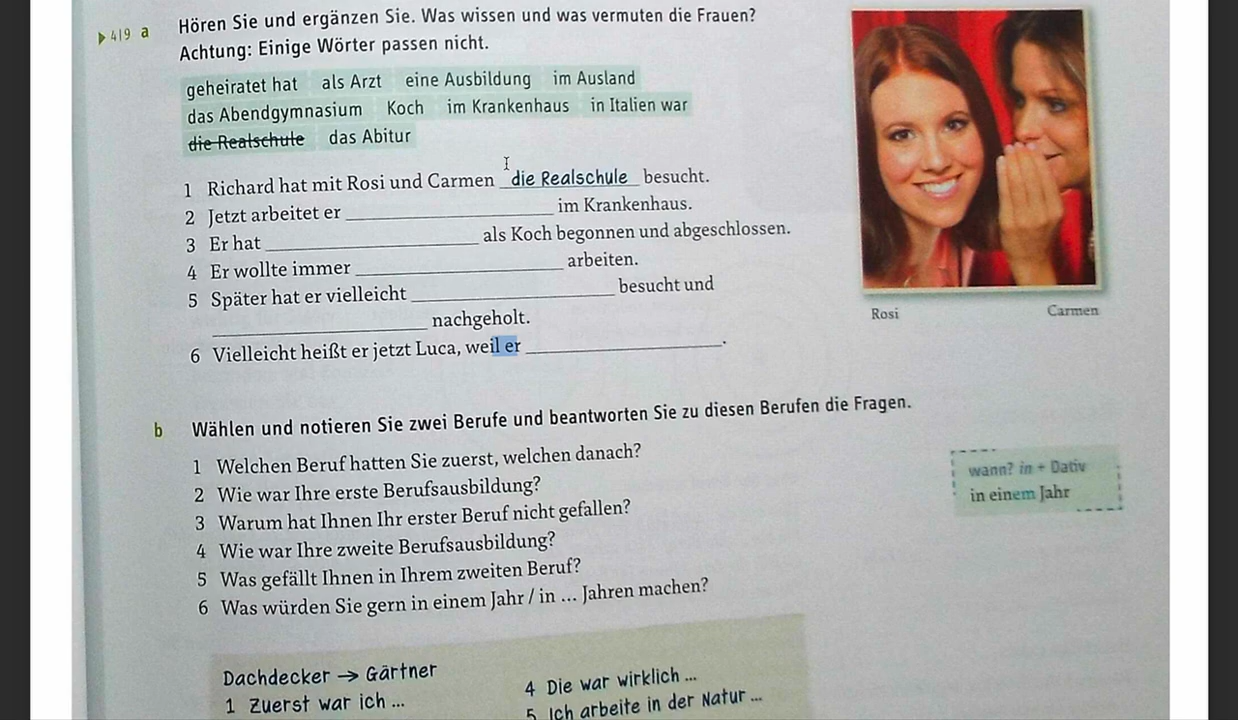 ▶ 4|9 a Hören Sie und ergänzen Sie. Was wissen und was vermuten die Frauen?
Achtung: Einige Wörter passen nicht.
geheiratet hat als Arzt eine Ausbildung im Ausland
das Abendgymnasium Koch im Krankenhaus in Italien war
die Realschule das Abitur
1 Richard hat mit Rosi und Carmen die Realschule besucht.
2 Jetzt arbeitet er ____________ im Krankenhaus.
3 Er hat ____________ als Koch begonnen und abgeschlossen.
4 Er wollte immer ____________ arbeiten.
5 Später hat er vielleicht ____________ besucht und
____________ nachgeholt.
6 Vielleicht heißt er jetzt Luca, weil er ____________.
Rosi Carmen
b Wählen und notieren Sie zwei Berufe und beantworten Sie zu diesen Berufen die Fragen.
1 Welchen Beruf hatten Sie zuerst, welchen danach?
2 Wie war Ihre erste Berufsausbildung?
3 Warum hat Ihnen Ihr erster Beruf nicht gefallen?
4 Wie war Ihre zweite Berufsausbildung?
5 Was gefällt Ihnen in Ihrem zweiten Beruf?
6 Was würden Sie gern in einem Jahr / in ... Jahren machen?
wann? in + Dativ
in einem Jahr
Dachdecker → Gärtner
1 Zuerst war ich ...
4 Die war wirklich ...
5 Ich arbeite in der Natur ...